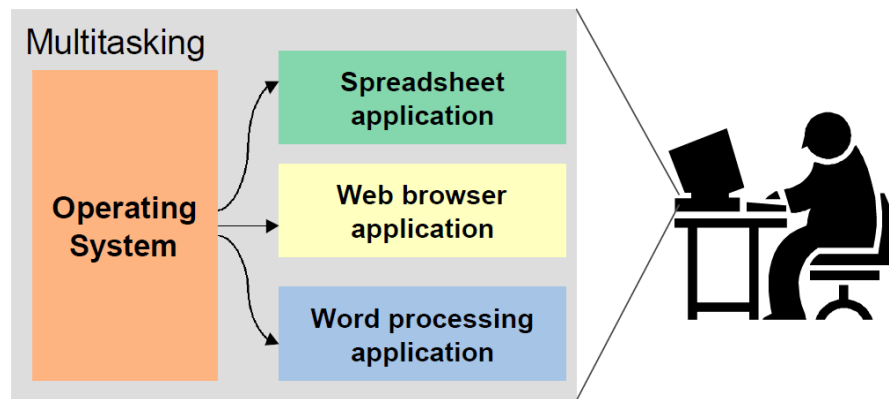 Multitasking
Operating
System
Spreadsheet
application
Web browser
application
Word processing
application